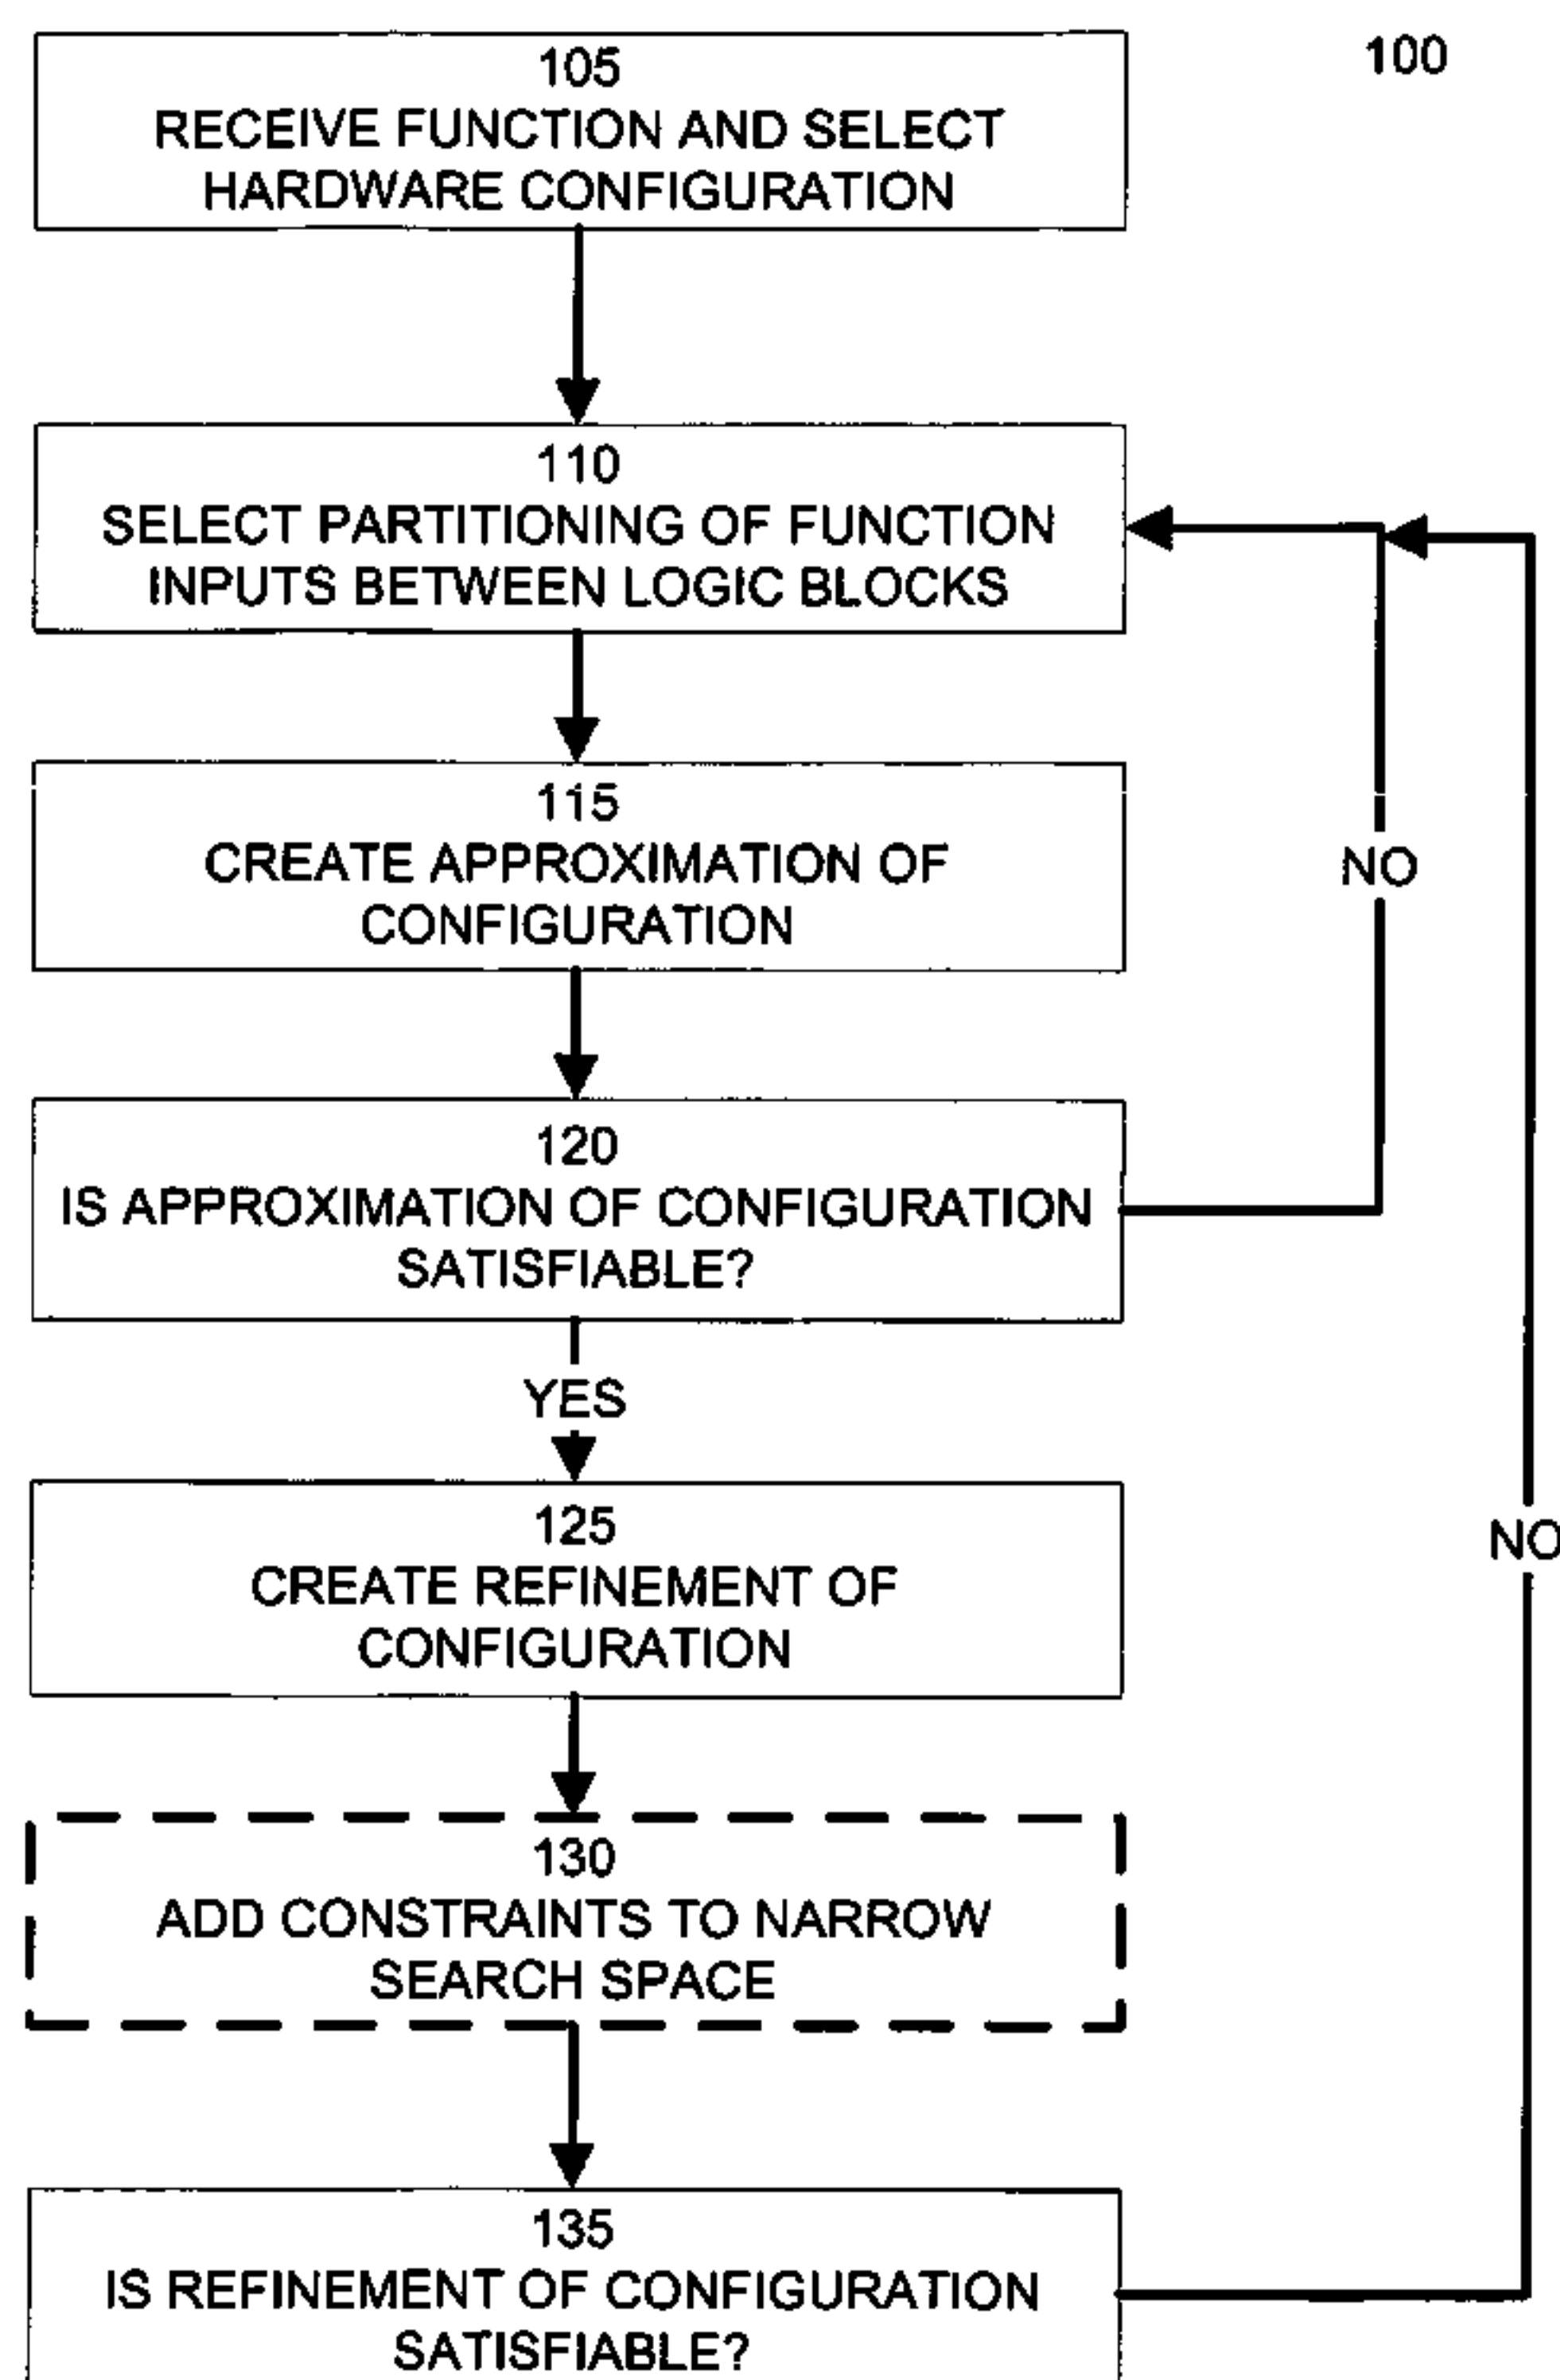 100
105
RECEIVE FUNCTION AND SELECT
HARDWARE CONFIGURATION
110
SELECT PARTITIONING OF FUNCTION
INPUTS BETWEEN LOGIC BLOCKS
115
CREATE APPROXIMATION OF
CONFIGURATION
NO
120
IS APPROXIMATION OF CONFIGURATION
SATISFIABLE?
YES
125
CREATE REFINEMENT OF
CONFIGURATION
NO
130
ADD CONSTRAINTS TO NARROW
SEARCH SPACE
135
IS REFINEMENT OF CONFIGURATION
SATISFIABLE?